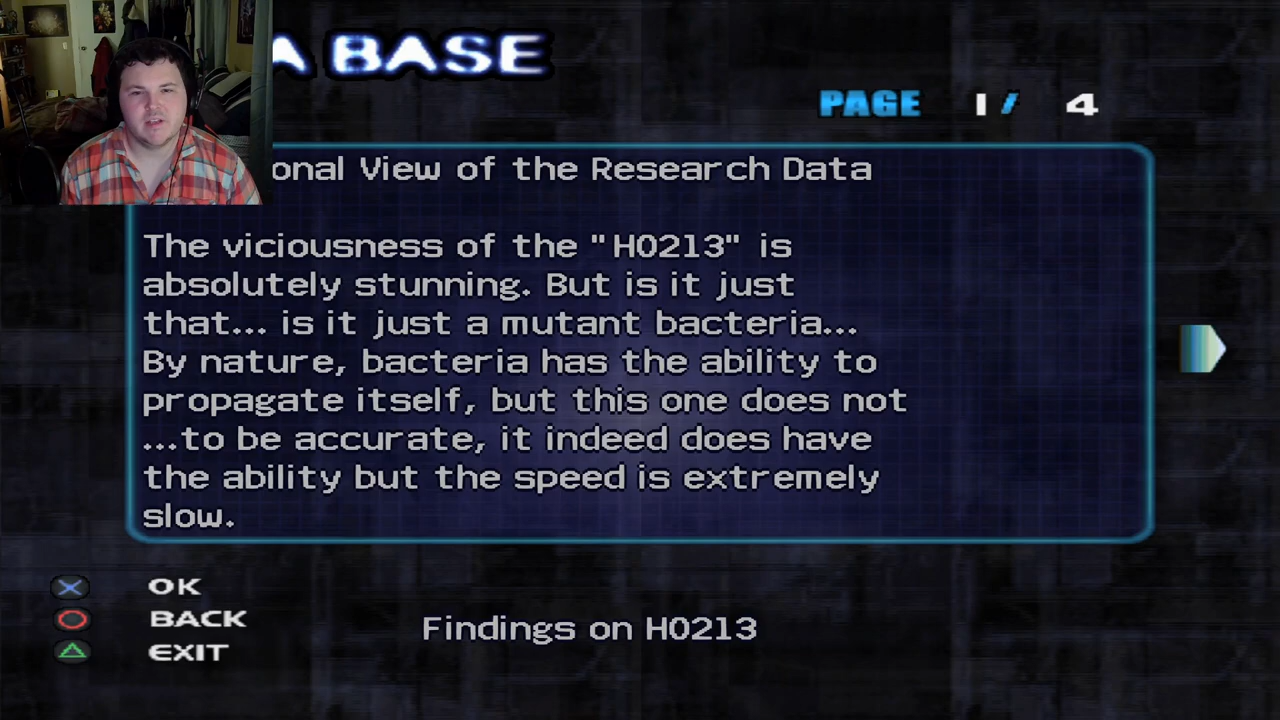 A BASE
PAGE 1 / 4
onal View of the Research Data
The viciousness of the "H0213" is
absolutely stunning. But is it just
that... is it just a mutant bacteria...
By nature, bacteria has the ability to
propagate itself, but this one does not
...to be accurate, it indeed does have
the ability but the speed is extremely
slow.
OK
BACK
Findings on H0213
EXIT